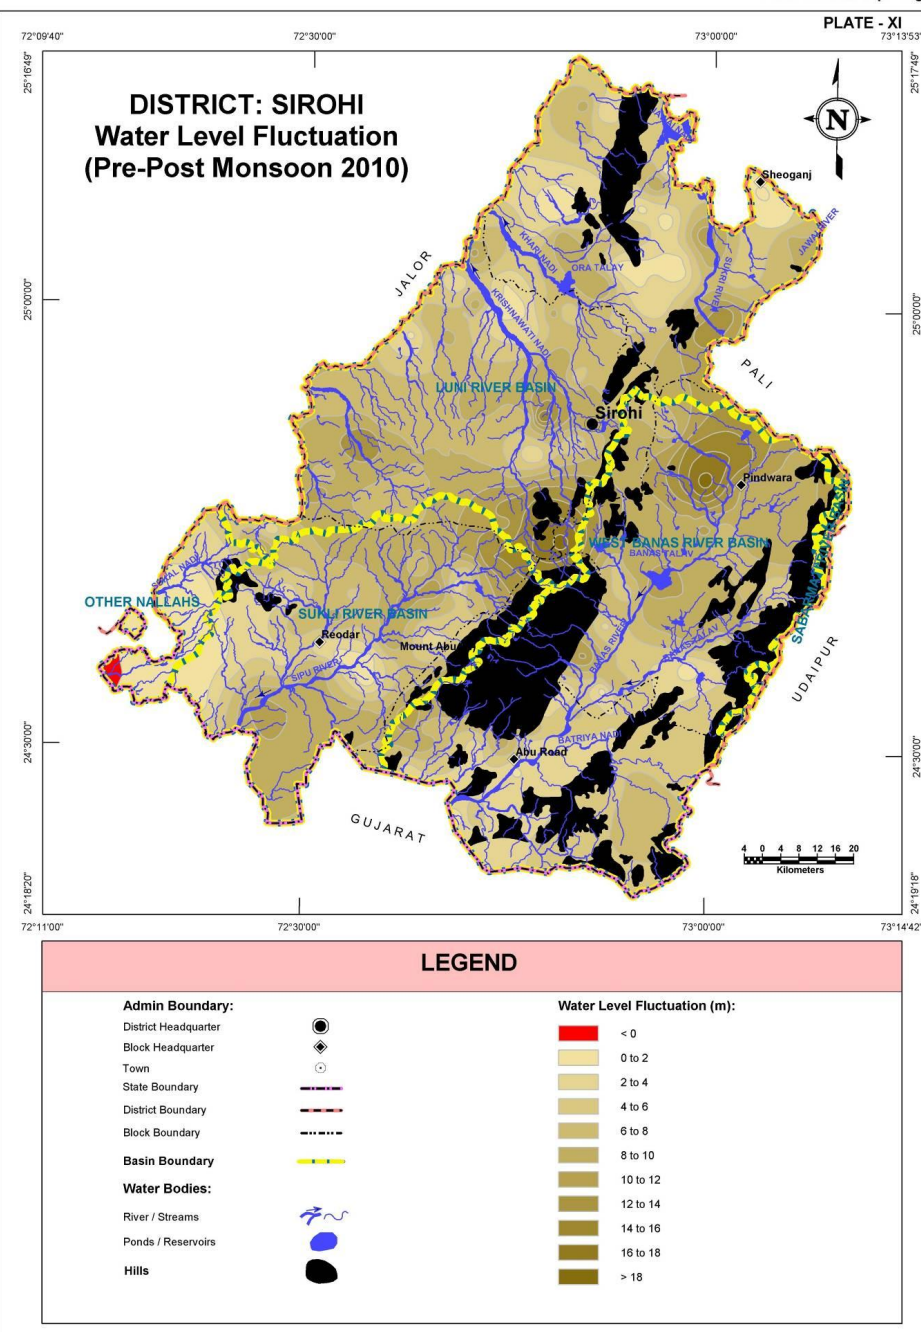 PLATE - XI
72°09'40"
72°30'00"
73°00'00"
73°13'53"
25°16'49"
25°17'49"
DISTRICT: SIROHI
Water Level Fluctuation
(Pre-Post Monsoon 2010)
N
Sheoganj
JAWAI RIVER
SUKRI RIVER
KHARI NADI
ORA TALAV
JALOR
KRISHNAWATI NADI
25°00'00"
25°00'00"
PALI
LUNI RIVER BASIN
Sirohi
Pindwara
WEST BANAS RIVER BASIN
BANAS TALAV
SABARMATI RIVER BASIN
OTHER NALLAHS
SUKLI RIVER BASIN
Reodar
Mount Abu
SIPU RIVER
BANAS RIVER
UDAIPUR
BATRIYA NADI
Abu Road
24°30'00"
24°30'00"
GUJARAT
4 0 4 8 12 16 20
Kilometers
24°18'20"
24°19'18"
72°11'00"
72°30'00"
73°00'00"
73°14'42"
LEGEND
Admin Boundary:
District Headquarter
Block Headquarter
Town
State Boundary
District Boundary
Block Boundary
Basin Boundary
Water Bodies:
River / Streams
Ponds / Reservoirs
Hills
Water Level Fluctuation (m):
< 0
0 to 2
2 to 4
4 to 6
6 to 8
8 to 10
10 to 12
12 to 14
14 to 16
16 to 18
> 18